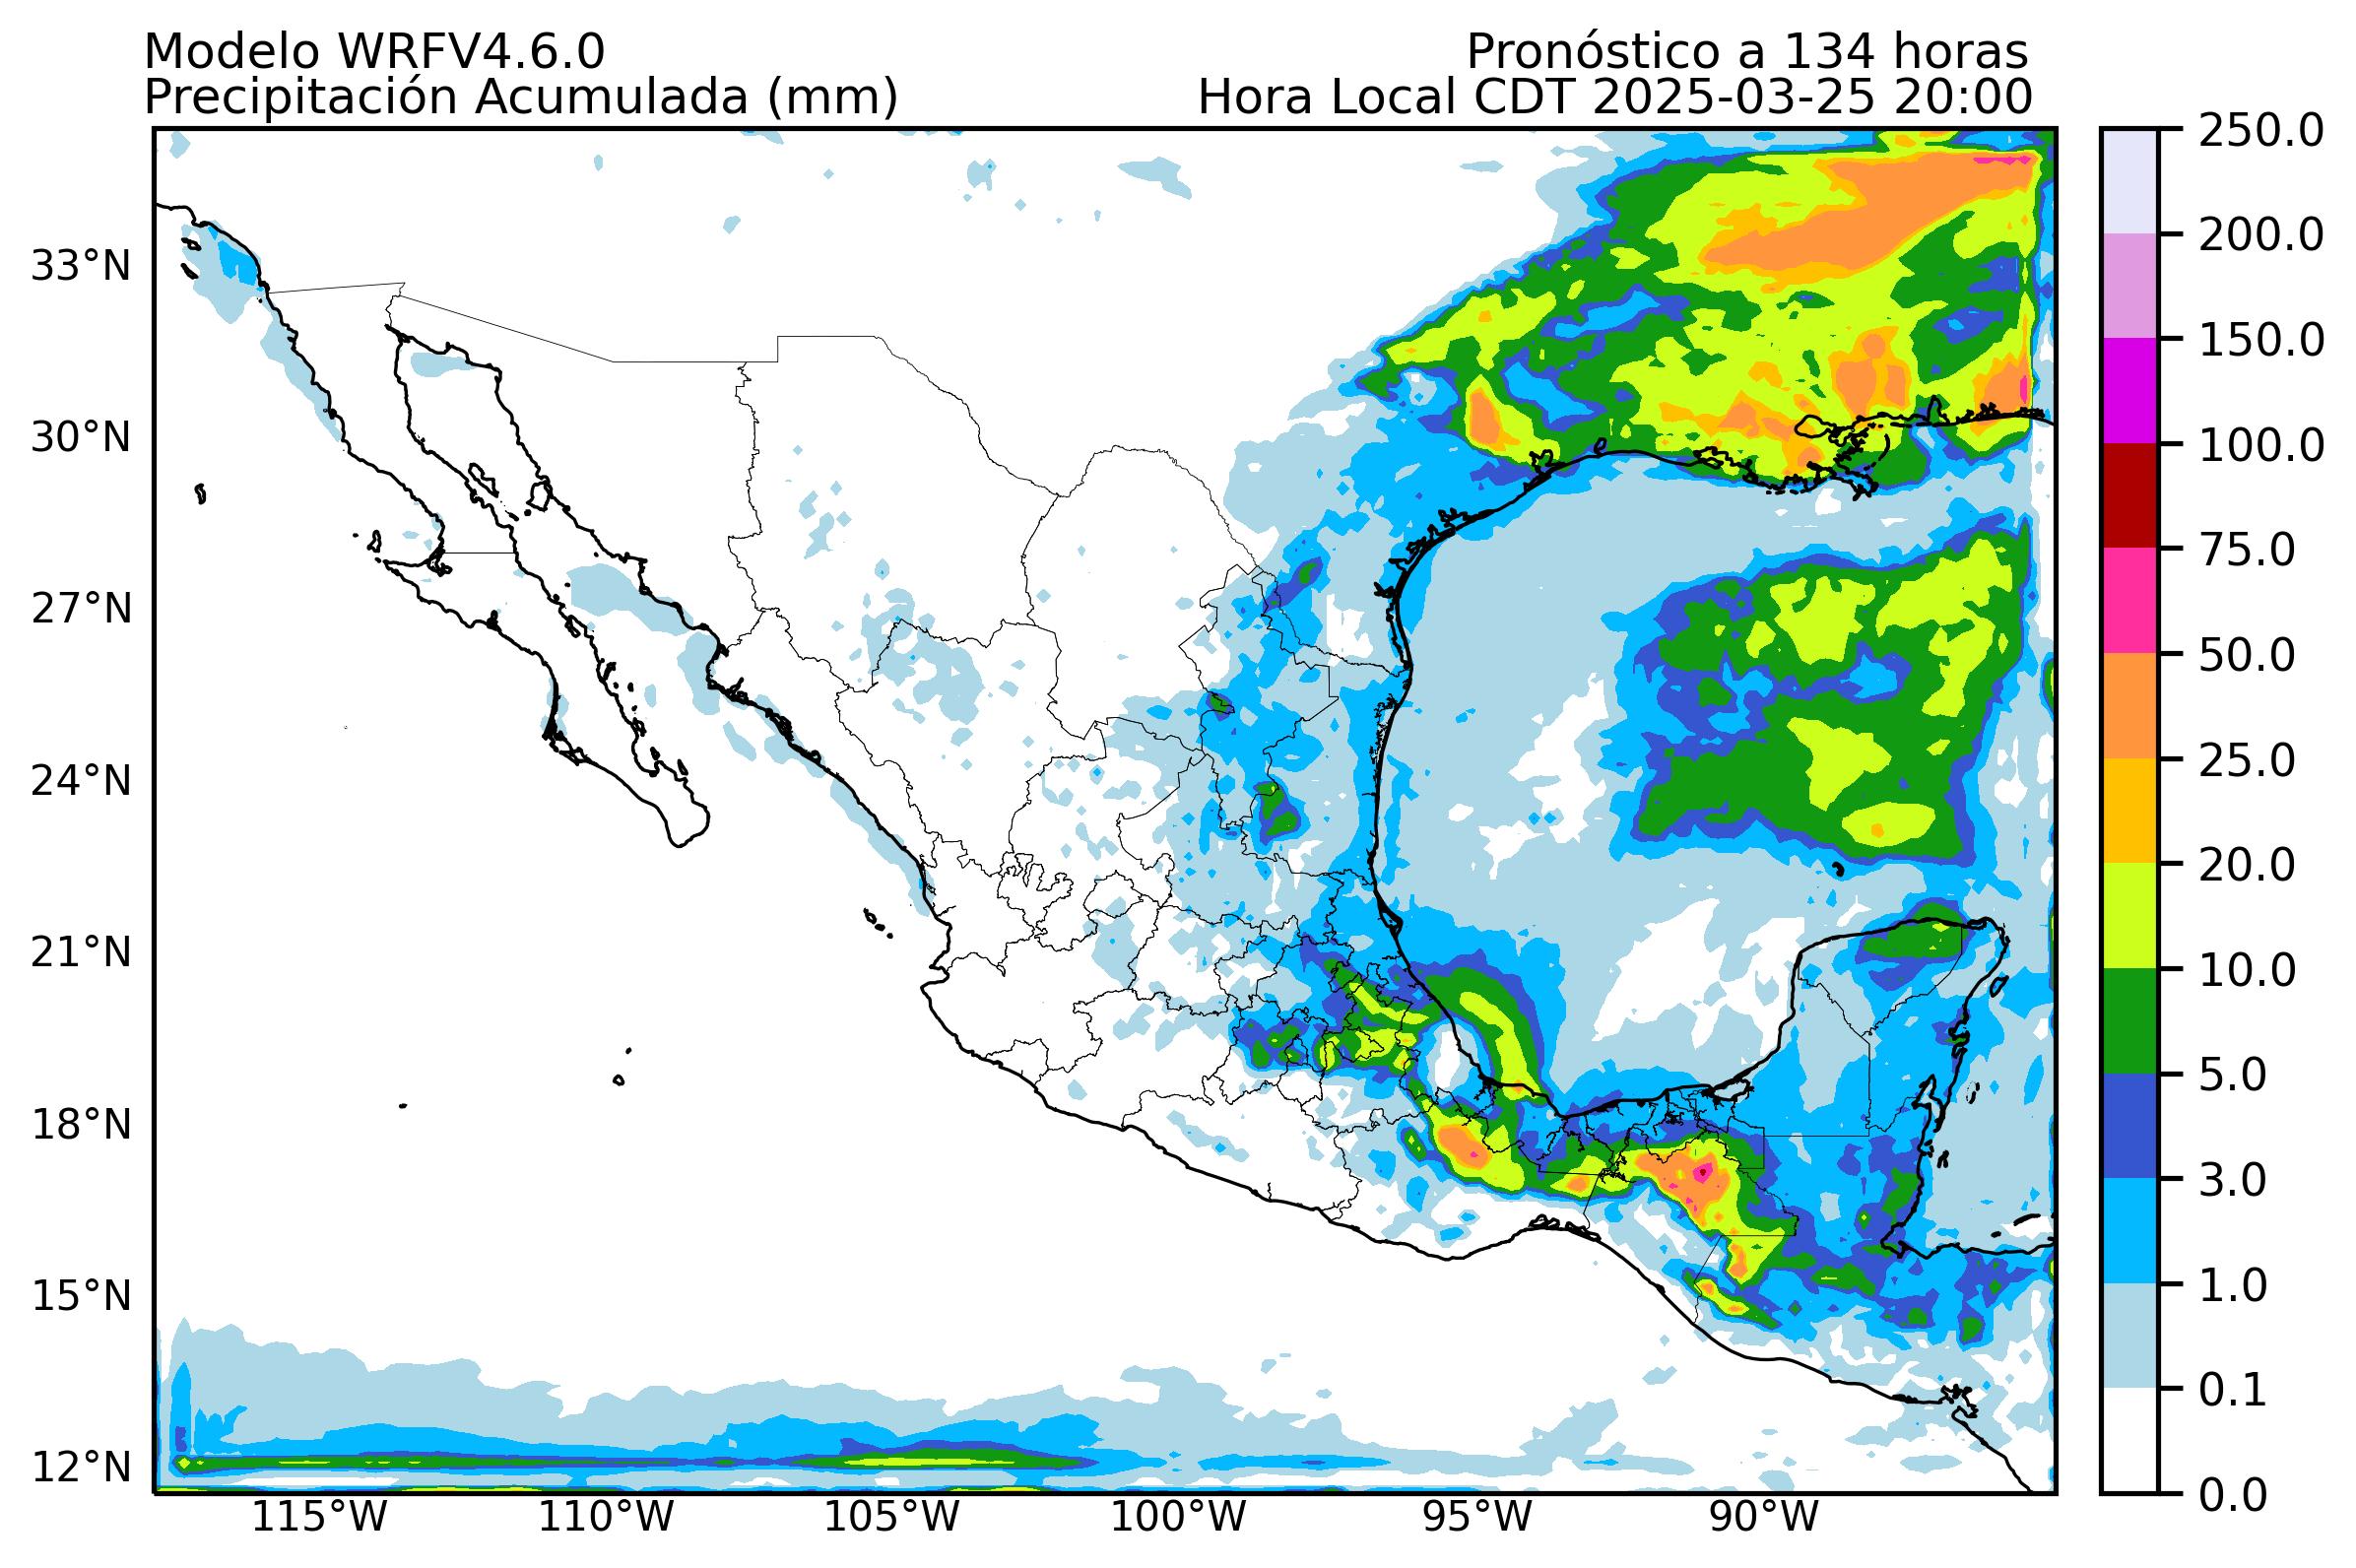 Modelo WRFV4.6.0
Pronóstico a 134 horas
Precipitación Acumulada (mm)
Hora Local CDT 2025-03-25 20:00
33°N
30°N
27°N
24°N
21°N
18°N
15°N
12°N
115°W
110°W
105°W
100°W
95°W
90°W
250.0
200.0
150.0
100.0
75.0
50.0
25.0
20.0
10.0
5.0
3.0
1.0
0.1
0.0